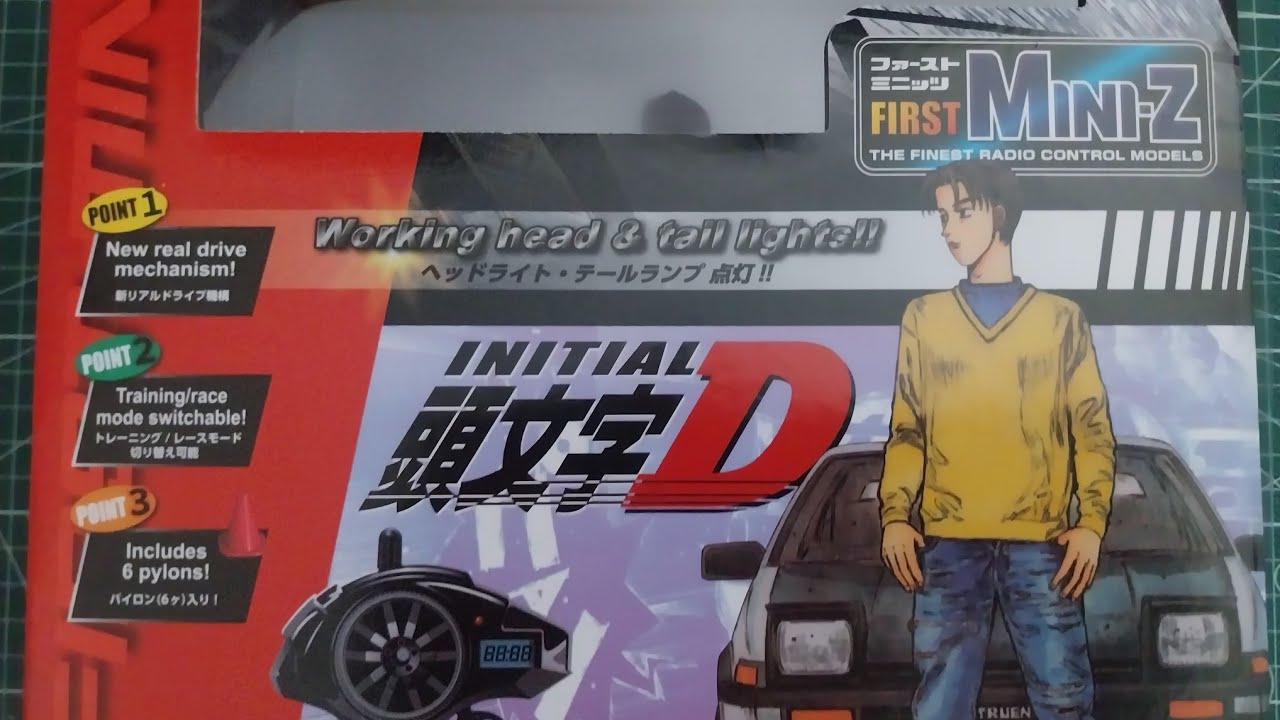 ファースト
ミニッツ
FIRST MINI-Z
THE FINEST RADIO CONTROL MODELS
POINT 1
New real drive
mechanism!
新リアルドライブ機構
Working head & tail lights!!
ヘッドライト・テールランプ 点灯!!
POINT 2
Training/race
mode switchable!
トレーニング/レースモード
切り替え可能
INITIAL D
頭文字
POINT 3
Includes
6 pylons!
パイロン(6ヶ)入り!
88:88
TRUEN